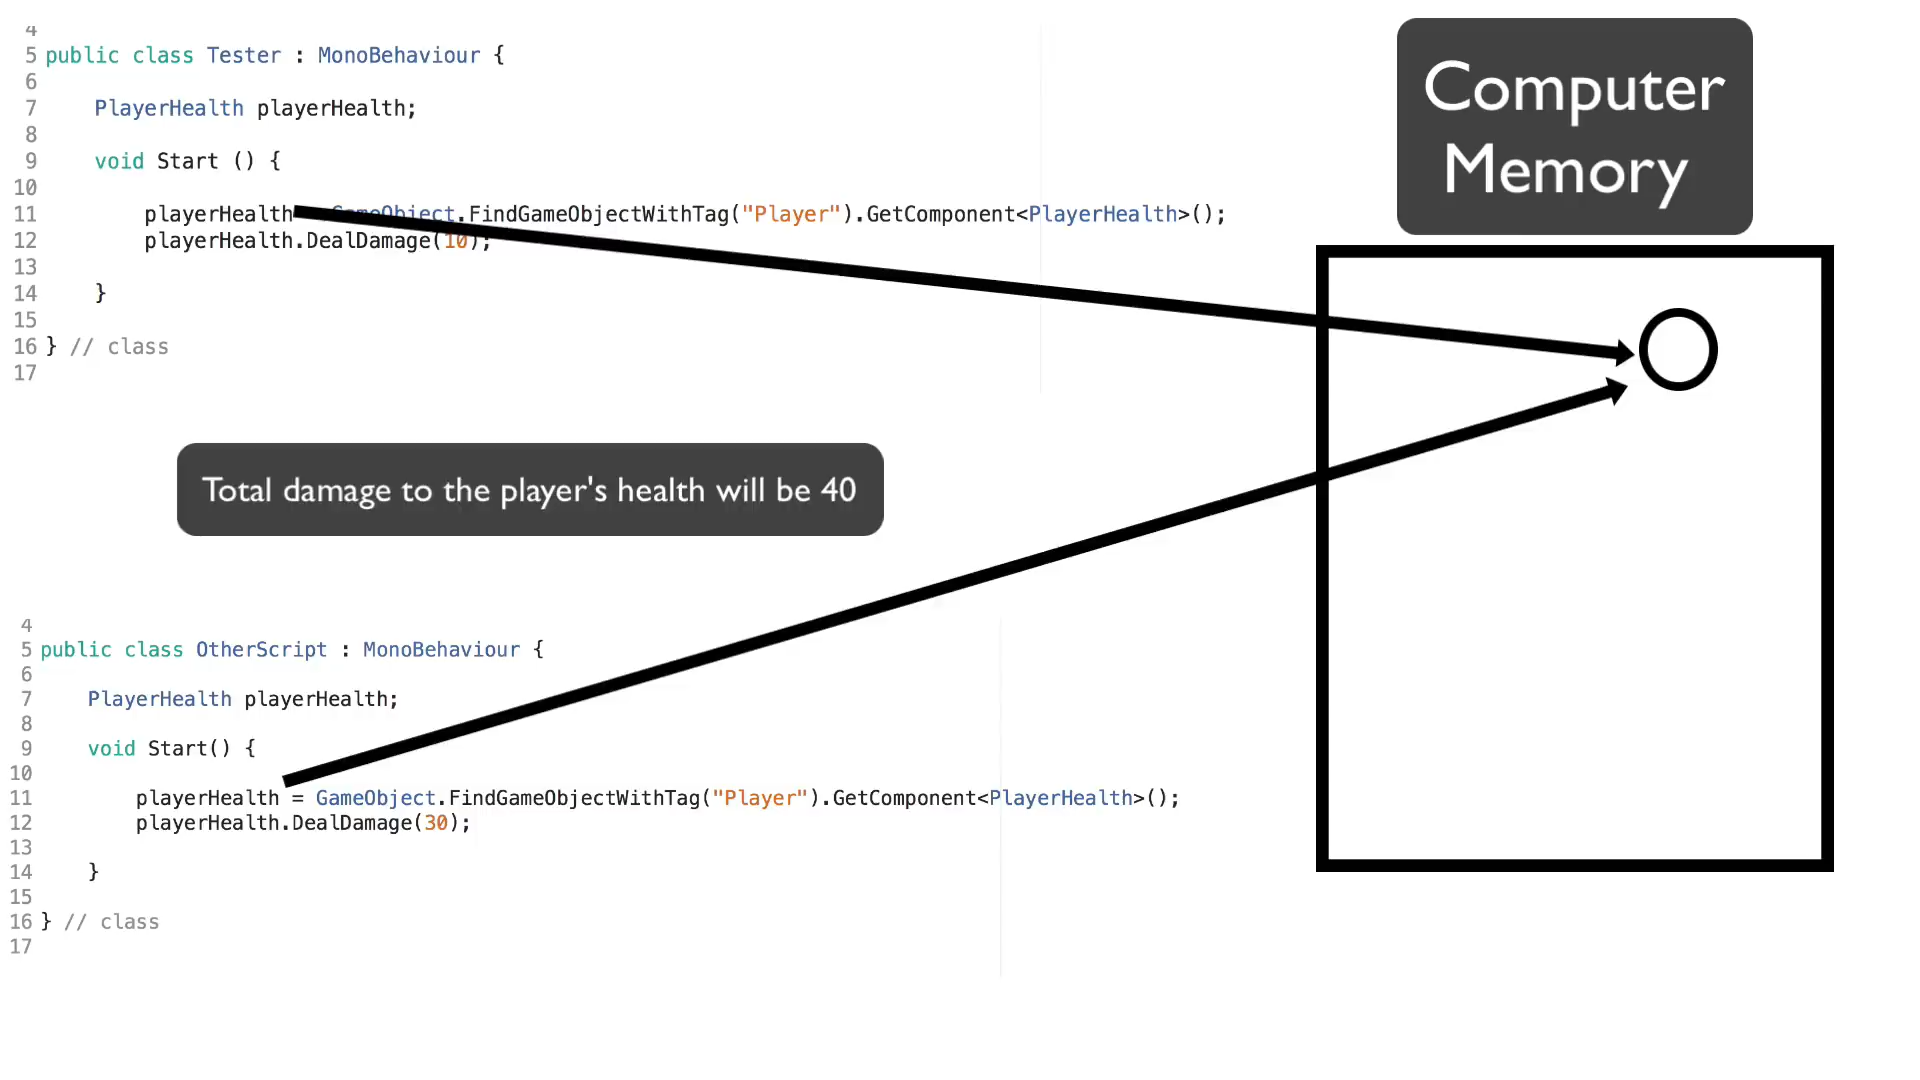 4
5 public class Tester : MonoBehaviour {
6
7 PlayerHealth playerHealth;
8
9 void Start () {
10
11 playerHealth = GameObject.FindGameObjectWithTag("Player").GetComponent<PlayerHealth>();
12 playerHealth.DealDamage(10);
13
14 }
15
16 } // class
17
Computer
Memory
Total damage to the player's health will be 40
4
5 public class OtherScript : MonoBehaviour {
6
7 PlayerHealth playerHealth;
8
9 void Start() {
10
11 playerHealth = GameObject.FindGameObjectWithTag("Player").GetComponent<PlayerHealth>();
12 playerHealth.DealDamage(30);
13
14 }
15
16 } // class
17